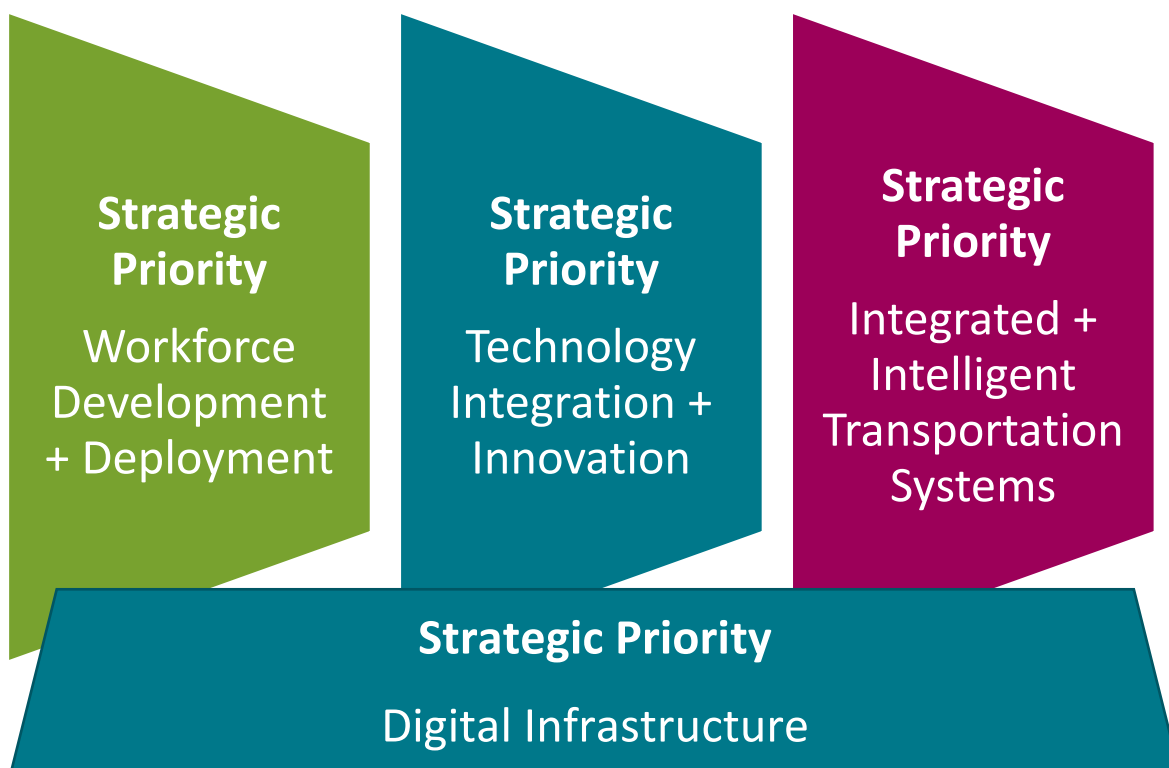 Strategic
Priority
Workforce
Development
+ Deployment
Strategic
Priority
Technology
Integration +
Innovation
Strategic
Priority
Integrated +
Intelligent
Transportation
Systems
Strategic Priority
Digital Infrastructure